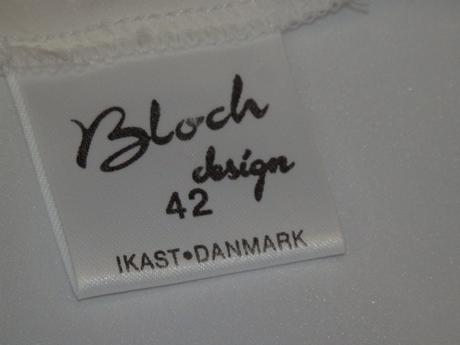 Bloch
design
42
IKAST•DANMARK